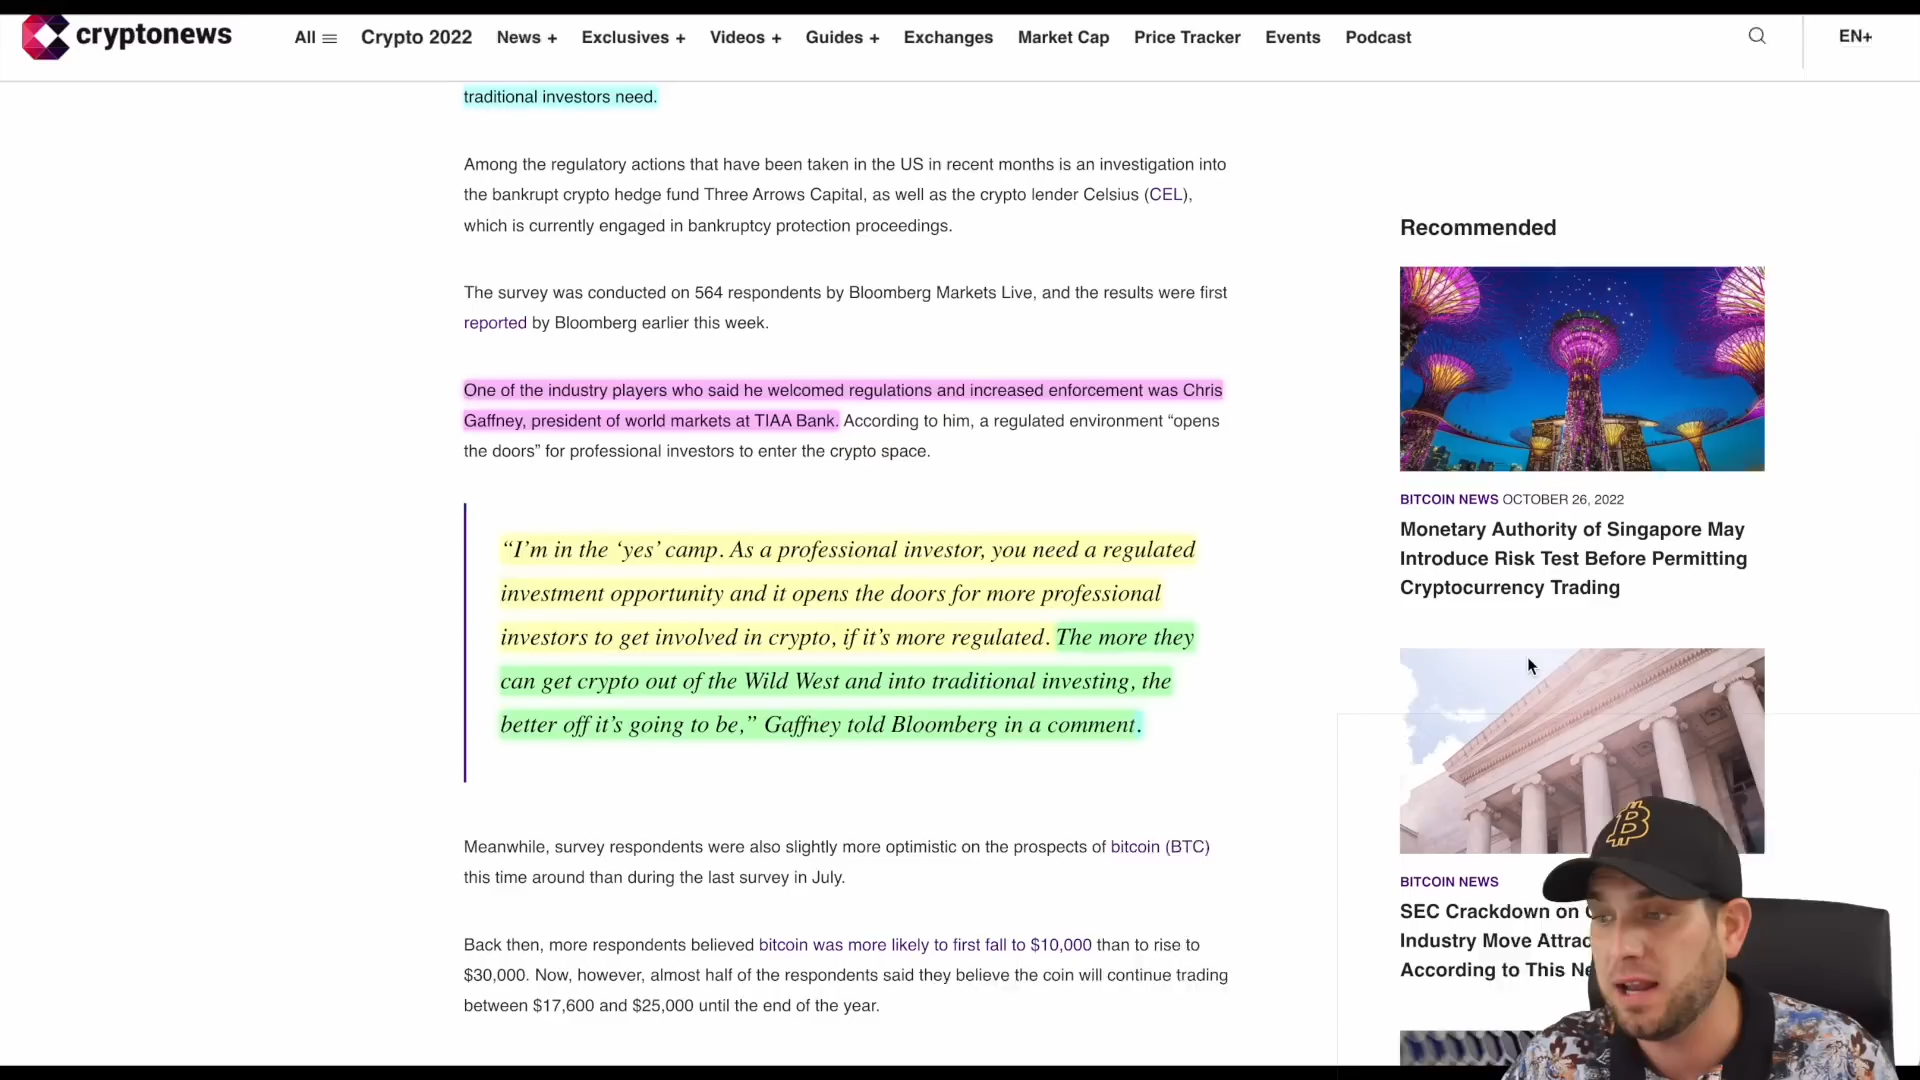 cryptonews
All
Crypto 2022
News +
Exclusives +
Videos +
Guides +
Exchanges
Market Cap
Price Tracker
Events
Podcast
EN+
traditional investors need.
Among the regulatory actions that have been taken in the US in recent months is an investigation into
the bankrupt crypto hedge fund Three Arrows Capital, as well as the crypto lender Celsius (CEL),
which is currently engaged in bankruptcy protection proceedings.
The survey was conducted on 564 respondents by Bloomberg Markets Live, and the results were first
reported by Bloomberg earlier this week.
One of the industry players who said he welcomed regulations and increased enforcement was Chris
Gaffney, president of world markets at TIAA Bank. According to him, a regulated environment “opens
the doors” for professional investors to enter the crypto space.
“I’m in the ‘yes’ camp. As a professional investor, you need a regulated
investment opportunity and it opens the doors for more professional
investors to get involved in crypto, if it’s more regulated. The more they
can get crypto out of the Wild West and into traditional investing, the
better off it’s going to be,” Gaffney told Bloomberg in a comment.
Meanwhile, survey respondents were also slightly more optimistic on the prospects of bitcoin (BTC)
this time around than during the last survey in July.
Back then, more respondents believed bitcoin was more likely to first fall to $10,000 than to rise to
$30,000. Now, however, almost half of the respondents said they believe the coin will continue trading
between $17,600 and $25,000 until the end of the year.
Recommended
BITCOIN NEWS OCTOBER 26, 2022
Monetary Authority of Singapore May
Introduce Risk Test Before Permitting
Cryptocurrency Trading
BITCOIN NEWS
SEC Crackdown on
Industry Move
According to This